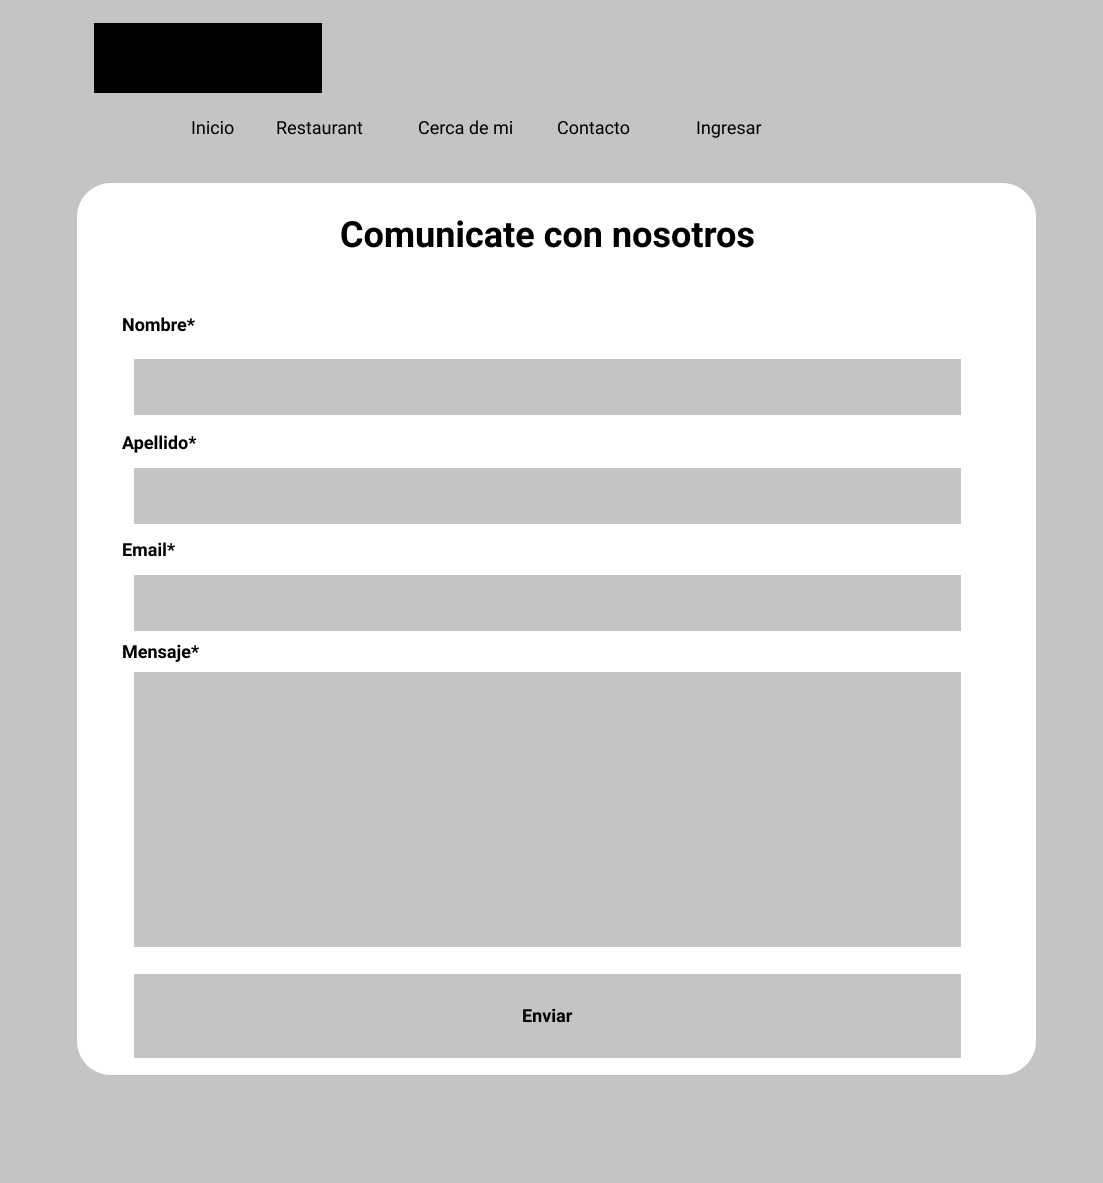 Inicio Restaurant Cerca de mi Contacto Ingresar
Comunicate con nosotros
Nombre*
Apellido*
Email*
Mensaje*
Enviar